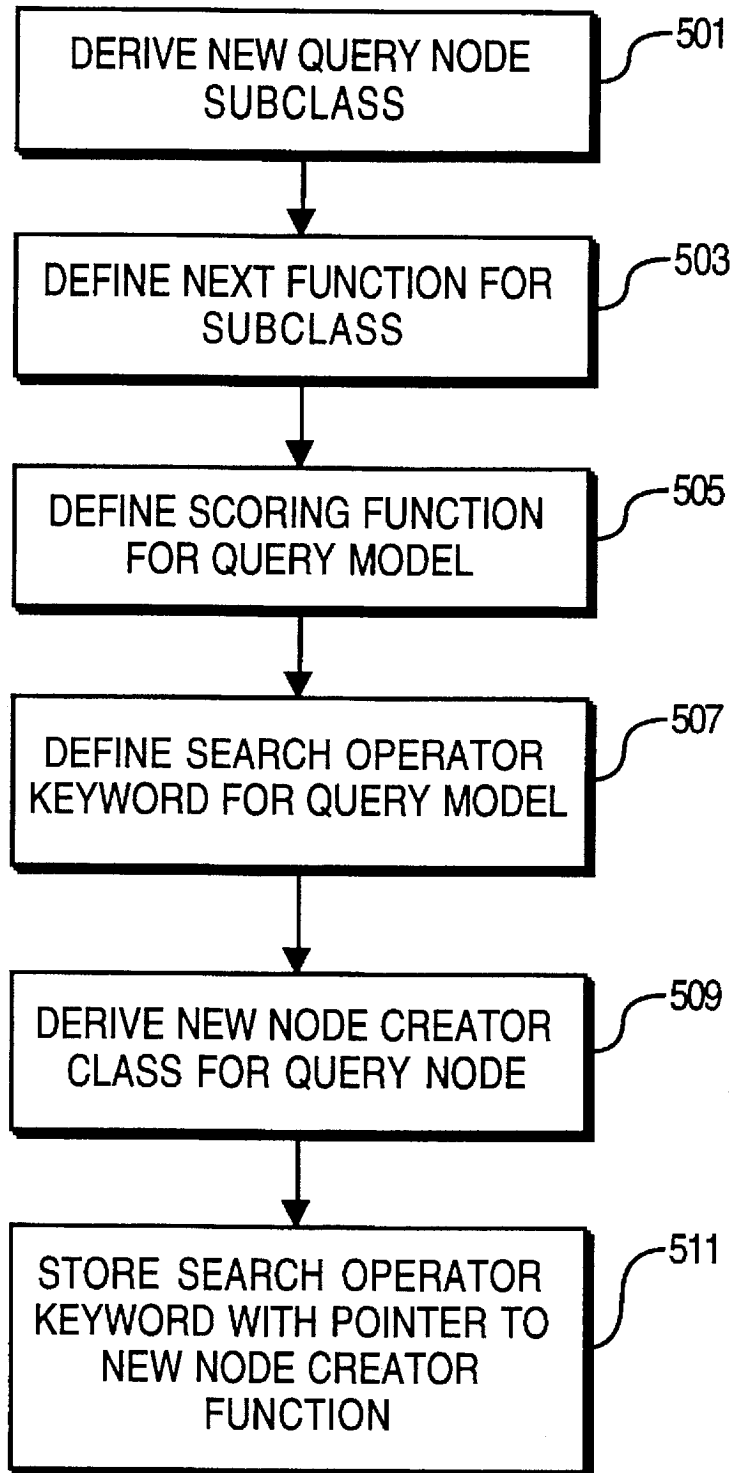 DERIVE NEW QUERY NODE
SUBCLASS
501
DEFINE NEXT FUNCTION FOR
SUBCLASS
503
DEFINE SCORING FUNCTION
FOR QUERY MODEL
505
DEFINE SEARCH OPERATOR
KEYWORD FOR QUERY MODEL
507
DERIVE NEW NODE CREATOR
CLASS FOR QUERY NODE
509
STORE SEARCH OPERATOR
KEYWORD WITH POINTER TO
NEW NODE CREATOR
FUNCTION
511